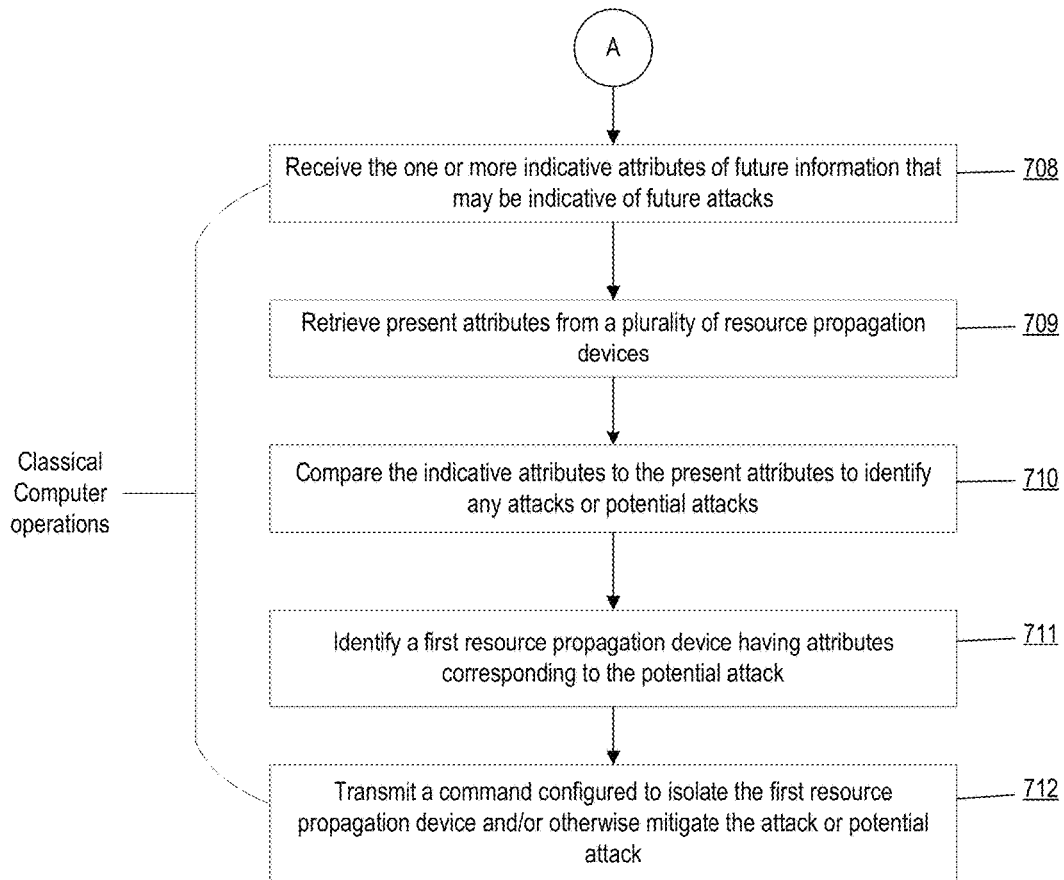 A
Receive the one or more indicative attributes of future information that
may be indicative of future attacks
708
Retrieve present attributes from a plurality of resource propagation
devices
709
Compare the indicative attributes to the present attributes to identify
any attacks or potential attacks
710
Classical
Computer
operations
Identify a first resource propagation device having attributes
corresponding to the potential attack
711
Transmit a command configured to isolate the first resource
propagation device and/or otherwise mitigate the attack or potential
attack
712